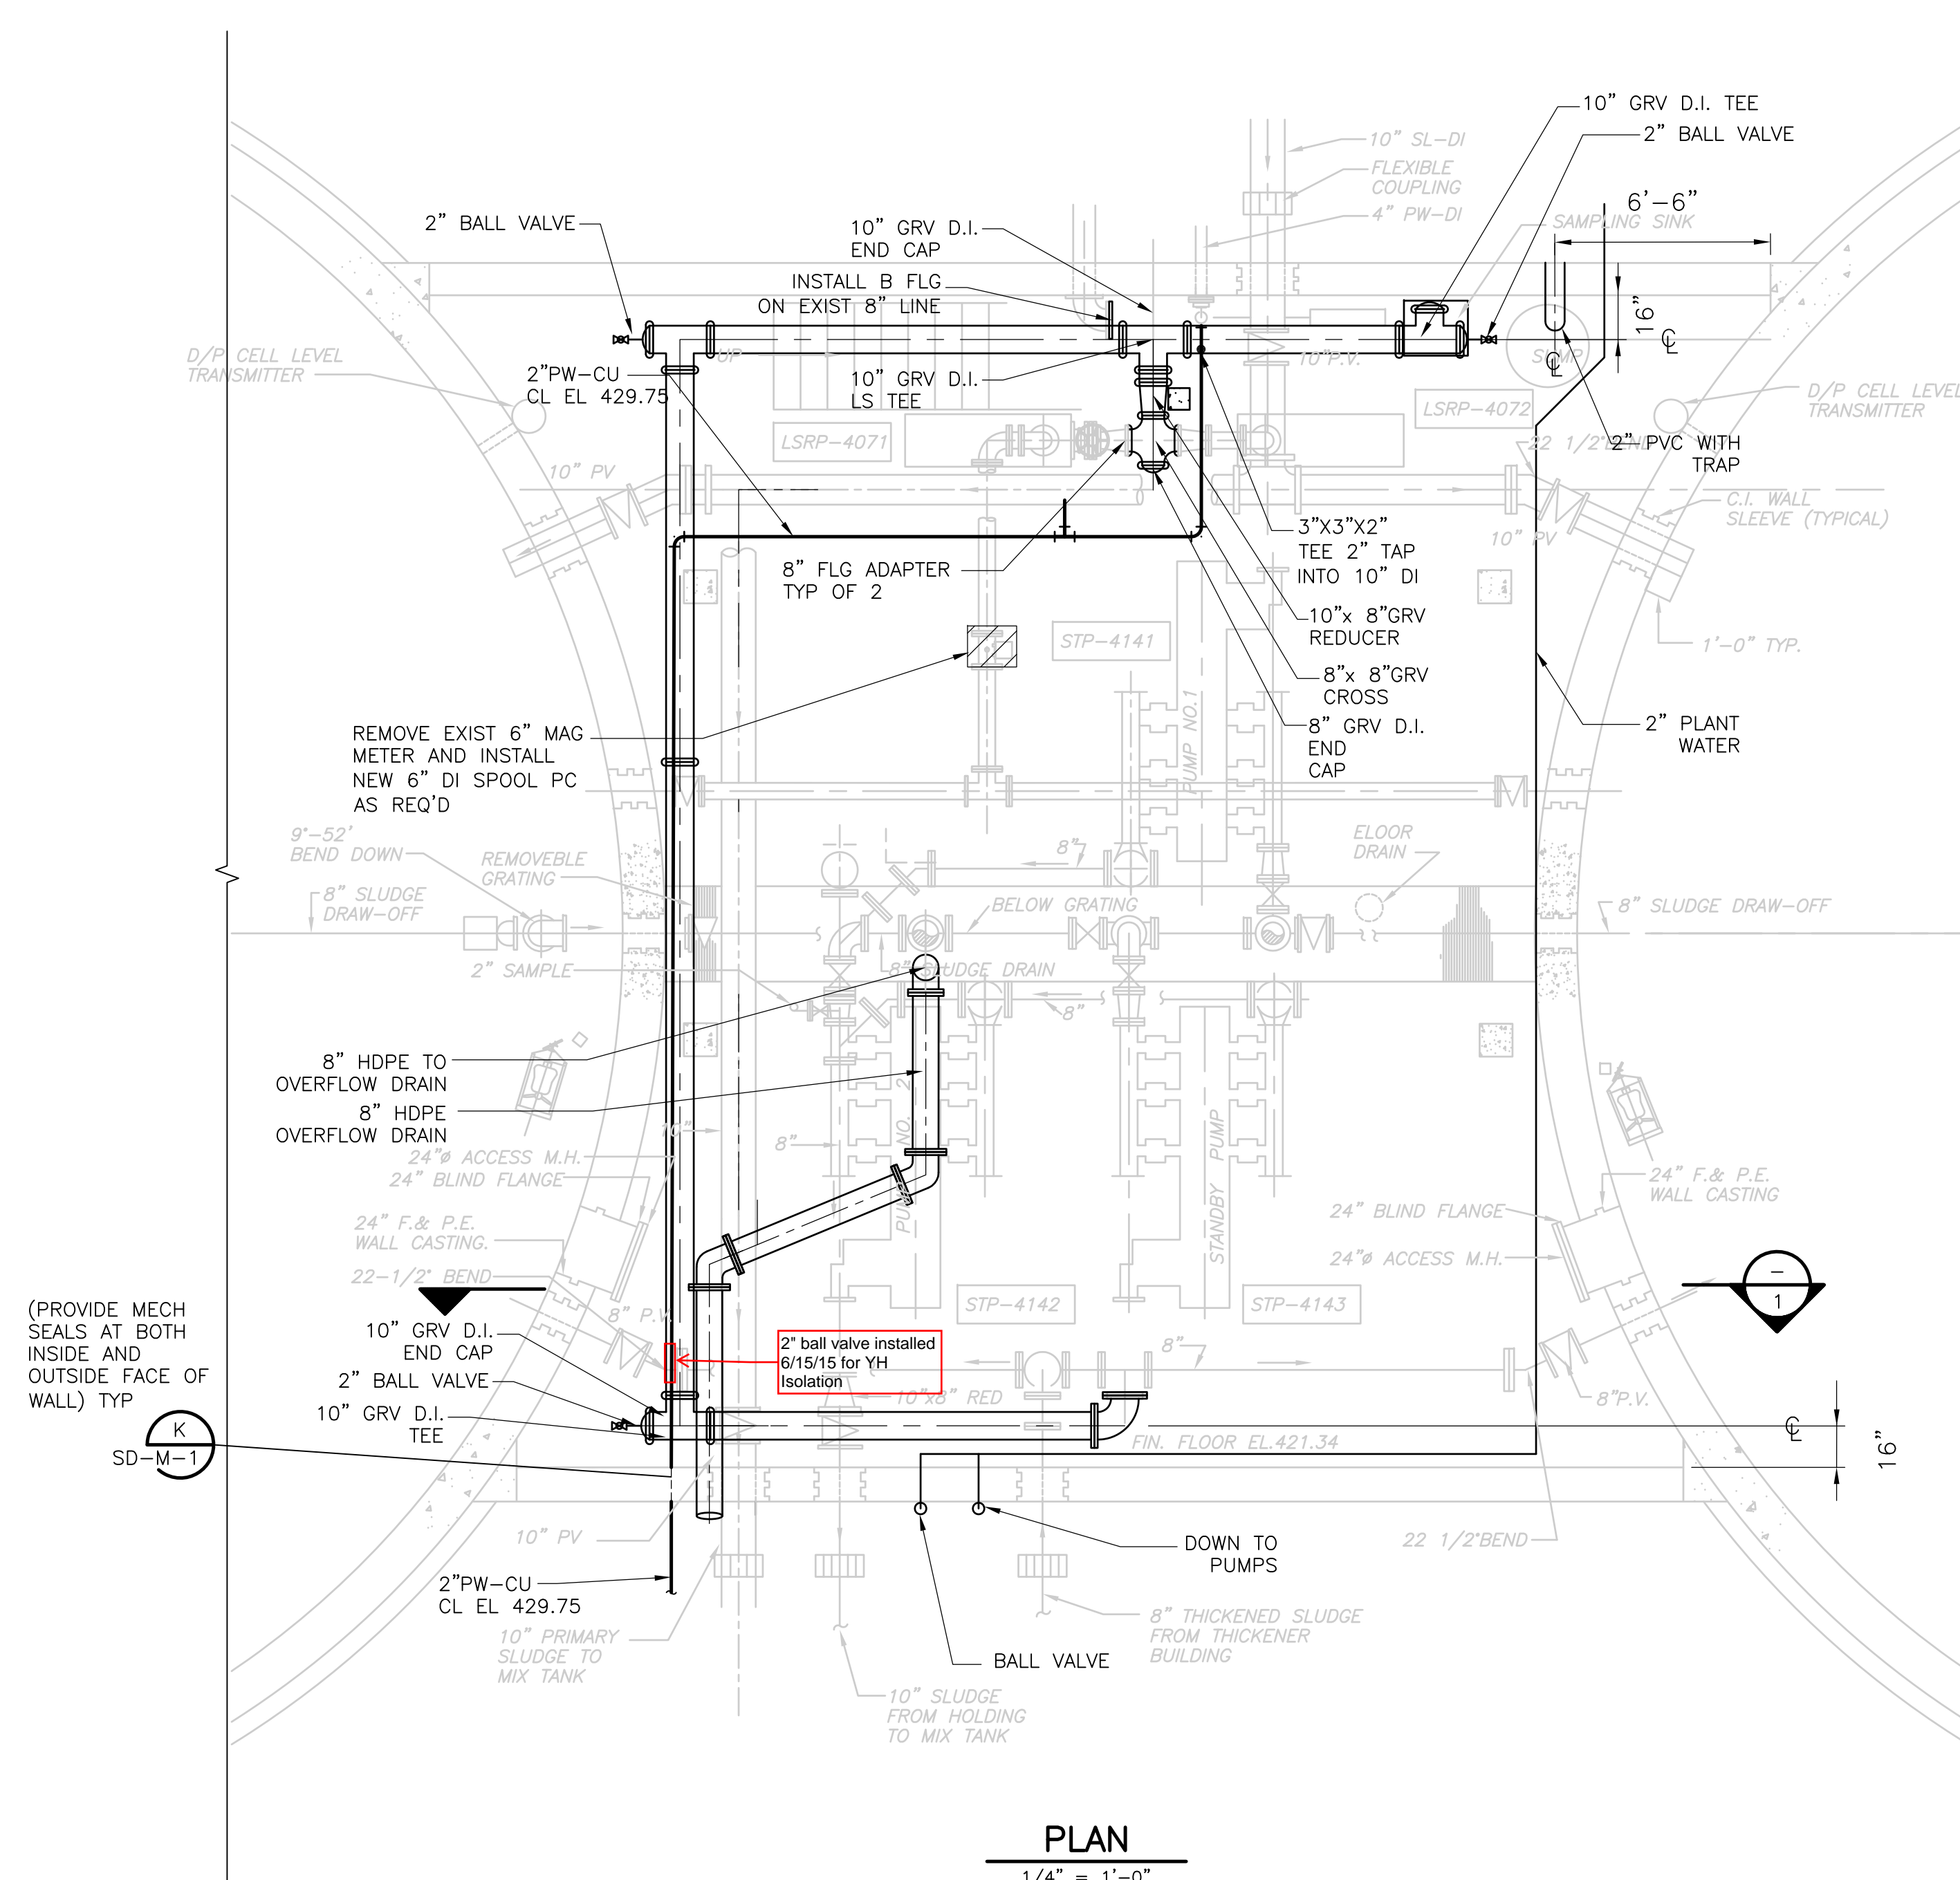 10" GRV D.I. TEE
2" BALL VALVE
10" SL-DI
FLEXIBLE
COUPLING
4" PW-DI
6'-6"
SAMPLING SINK
2" BALL VALVE
10" GRV D.I.
END CAP
INSTALL B FLG
ON EXIST 8" LINE
16"
D/P CELL LEVEL
TRANSMITTER
UP
10"P.V.
SUMP
2"PW-CU
CL EL 429.75
10" GRV D.I.
LS TEE
D/P CELL LEVEL
TRANSMITTER
LSRP-4071
LSRP-4072
22 1/2°BEND
2" PVC WITH
TRAP
10" PV
C.I. WALL
SLEEVE (TYPICAL)
3"X3"X2"
TEE 2" TAP
INTO 10" DI
10" PV
8" FLG ADAPTER
TYP OF 2
10"x 8"GRV
REDUCER
STP-4141
1'-0" TYP.
8"x 8"GRV
CROSS
PUMP NO.1
8" GRV D.I.
END
CAP
2" PLANT
WATER
REMOVE EXIST 6" MAG
METER AND INSTALL
NEW 6" DI SPOOL PC
AS REQ'D
9°-52'
BEND DOWN
REMOVEBLE
GRATING
8"
ELOOR
DRAIN
8" SLUDGE
DRAW-OFF
BELOW GRATING
8" SLUDGE DRAW-OFF
2" SAMPLE
8" SLUDGE DRAIN
8"
8" HDPE TO
OVERFLOW DRAIN
8" HDPE
OVERFLOW DRAIN
10"
8"
PUMP NO. 2
STANDBY PUMP
24"ø ACCESS M.H.
24" BLIND FLANGE
24" F.& P.E.
WALL CASTING
24" F.& P.E.
WALL CASTING.
24" BLIND FLANGE
24"ø ACCESS M.H.
22-1/2° BEND
–
1
(PROVIDE MECH
SEALS AT BOTH
INSIDE AND
OUTSIDE FACE OF
WALL) TYP
8" P.V.
STP-4142
STP-4143
10" GRV D.I.
END CAP
2" ball valve installed
6/15/15 for YH
Isolation
8"
2" BALL VALVE
10"x8" RED
8"P.V.
10" GRV D.I.
TEE
K
SD-M-1
FIN. FLOOR EL.421.34
16"
10" PV
DOWN TO
PUMPS
22 1/2°BEND
2"PW-CU
CL EL 429.75
8" THICKENED SLUDGE
FROM THICKENER
BUILDING
10" PRIMARY
SLUDGE TO
MIX TANK
BALL VALVE
10" SLUDGE
FROM HOLDING
TO MIX TANK
PLAN
1/4" = 1'-0"